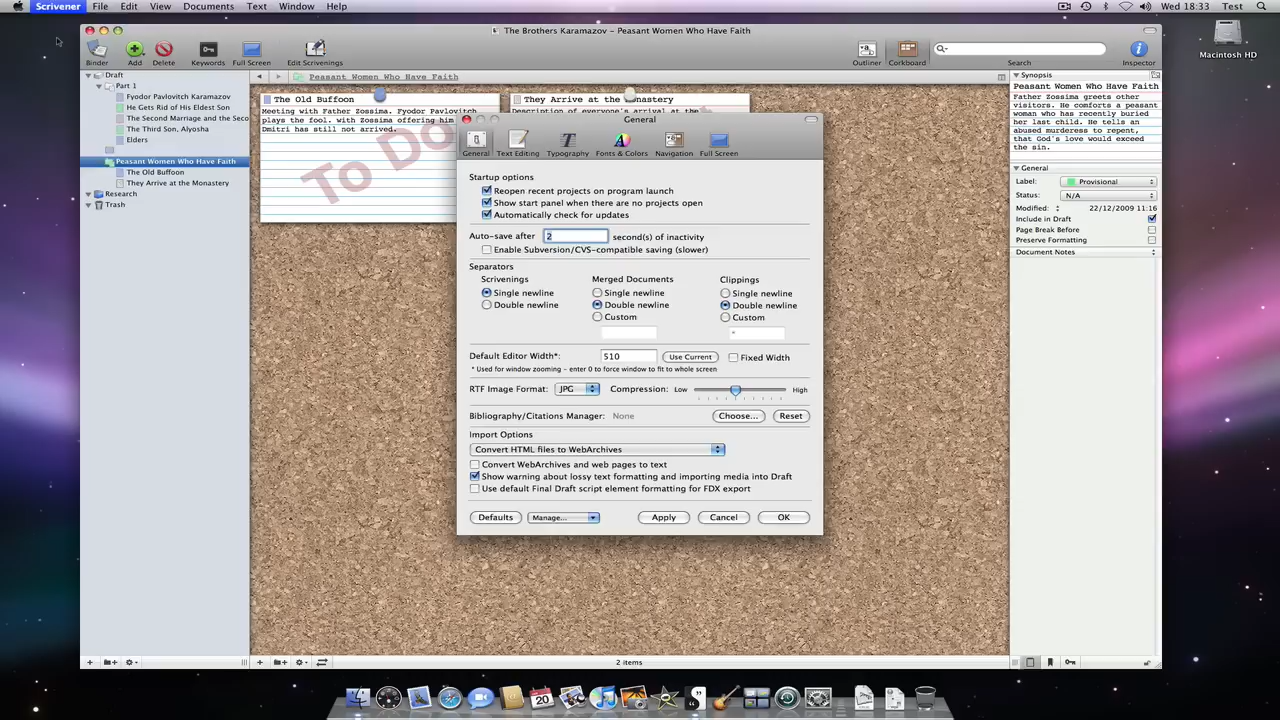 Scrivener File Edit View Documents Text Window Help Wed 18:33 Test
The Brothers Karamazov – Peasant Women Who Have Faith
Binder Add Delete Keywords Full Screen Edit Scrivenings Outliner Corkboard Search Inspector
Macintosh HD
Draft
Part 1
Fyodor Pavlovitch Karamazov
He Gets Rid of His Eldest Son
The Second Marriage and the Seco
The Third Son, Alyosha
Elders
Peasant Women Who Have Faith
The Old Buffoon
They Arrive at the Monastery
Research
Trash
Peasant Women Who Have Faith
The Old Buffoon
Meeting with Father Zossima. Fyodor Pavlovitch
plays the fool, with Zossima offering him
Dmitri has still not arrived.
To Do
They Arrive at the Monastery
Description of everyone's arrival at the
General
General Text Editing Typography Fonts & Colors Navigation Full Screen
Startup options
Reopen recent projects on program launch
Show start panel when there are no projects open
Automatically check for updates
Auto-save after 2 second(s) of inactivity
Enable Subversion/CVS-compatible saving (slower)
Separators
Scrivenings Merged Documents Clippings
Single newline Single newline Single newline
Double newline Double newline Double newline
Custom Custom
Default Editor Width*: 510 Use Current Fixed Width
* Used for window zooming – enter 0 to force window to fit to whole screen
RTF Image Format: JPG Compression: Low High
Bibliography/Citations Manager: None Choose... Reset
Import Options
Convert HTML files to WebArchives
Convert WebArchives and web pages to text
Show warning about lossy text formatting and importing media into Draft
Use default Final Draft script element formatting for FDX export
Defaults Manage... Apply Cancel OK
Synopsis
Peasant Women Who Have Faith
Father Zossima greets other
visitors. He comforts a peasant
woman who has recently buried
her last child. He tells an
abused murderess to repent,
that God's love would exceed
the sin.
General
Label: Provisional
Status: N/A
Modified: 22/12/2009 11:16
Include in Draft
Page Break Before
Preserve Formatting
Document Notes
2 items